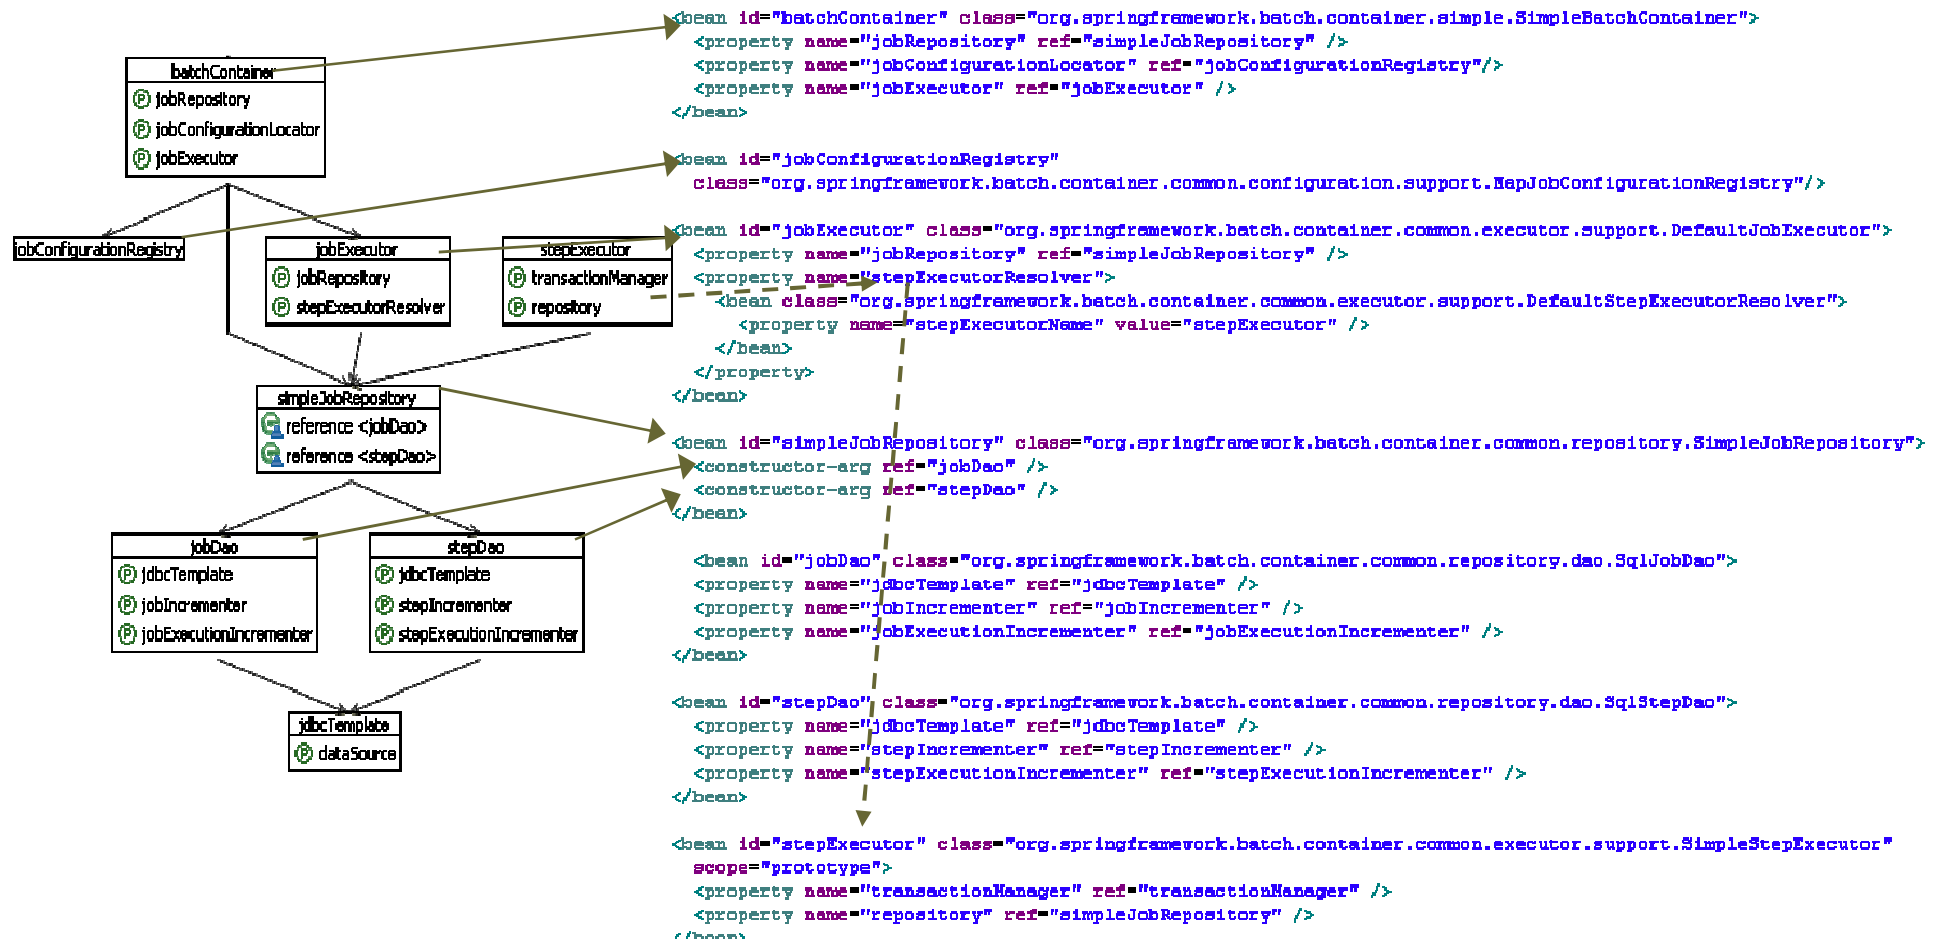 batchContainer
jobRepository
jobConfigurationLocator
jobExecutor
jobConfigurationRegistry
jobExecutor
jobRepository
stepExecutorResolver
stepExecutor
transactionManager
repository
simpleJobRepository
reference <jobDao>
reference <stepDao>
jobDao
jdbcTemplate
jobIncrementer
jobExecutionIncrementer
stepDao
jdbcTemplate
stepIncrementer
stepExecutionIncrementer
jdbcTemplate
dataSource
<bean id="batchContainer" class="org.springframework.batch.container.simple.SimpleBatchContainer">
<property name="jobRepository" ref="simpleJobRepository" />
<property name="jobConfigurationLocator" ref="jobConfigurationRegistry"/>
<property name="jobExecutor" ref="jobExecutor" />
</bean>
<bean id="jobConfigurationRegistry"
class="org.springframework.batch.container.common.configuration.support.MapJobConfigurationRegistry"/>
<bean id="jobExecutor" class="org.springframework.batch.container.common.executor.support.DefaultJobExecutor">
<property name="jobRepository" ref="simpleJobRepository" />
<property name="stepExecutorResolver">
<bean class="org.springframework.batch.container.common.executor.support.DefaultStepExecutorResolver">
<property name="stepExecutorName" value="stepExecutor" />
</bean>
</property>
</bean>
<bean id="simpleJobRepository" class="org.springframework.batch.container.common.repository.SimpleJobRepository">
<constructor-arg ref="jobDao" />
<constructor-arg ref="stepDao" />
</bean>
<bean id="jobDao" class="org.springframework.batch.container.common.repository.dao.SqlJobDao">
<property name="jdbcTemplate" ref="jdbcTemplate" />
<property name="jobIncrementer" ref="jobIncrementer" />
<property name="jobExecutionIncrementer" ref="jobExecutionIncrementer" />
</bean>
<bean id="stepDao" class="org.springframework.batch.container.common.repository.dao.SqlStepDao">
<property name="jdbcTemplate" ref="jdbcTemplate" />
<property name="stepIncrementer" ref="stepIncrementer" />
<property name="stepExecutionIncrementer" ref="stepExecutionIncrementer" />
</bean>
<bean id="stepExecutor" class="org.springframework.batch.container.common.executor.support.SimpleStepExecutor"
scope="prototype">
<property name="transactionManager" ref="transactionManager" />
<property name="repository" ref="simpleJobRepository" />
</bean>